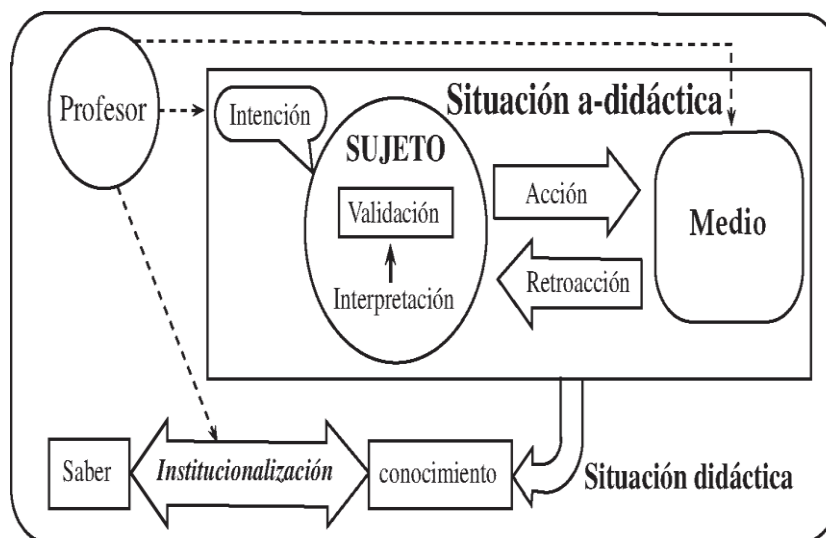 Profesor
Intención
Situación a-didáctica
SUJETO
Validación
Interpretación
Acción
Retroacción
Medio
Saber
Institucionalización
conocimiento
Situación didáctica